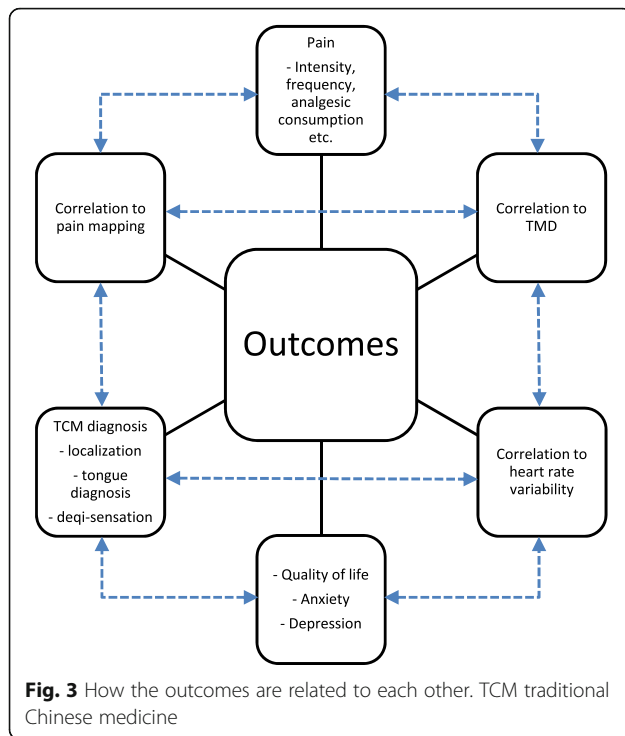 Pain
- Intensity,
frequency,
analgesic
consumption
etc.
Correlation to
pain mapping
Correlation to
TMD
Outcomes
TCM diagnosis
- localization
- tongue
diagnosis
- deqi-sensation
Correlation to
heart rate
variability
- Quality of life
- Anxiety
- Depression
Fig. 3 How the outcomes are related to each other. TCM traditional
Chinese medicine